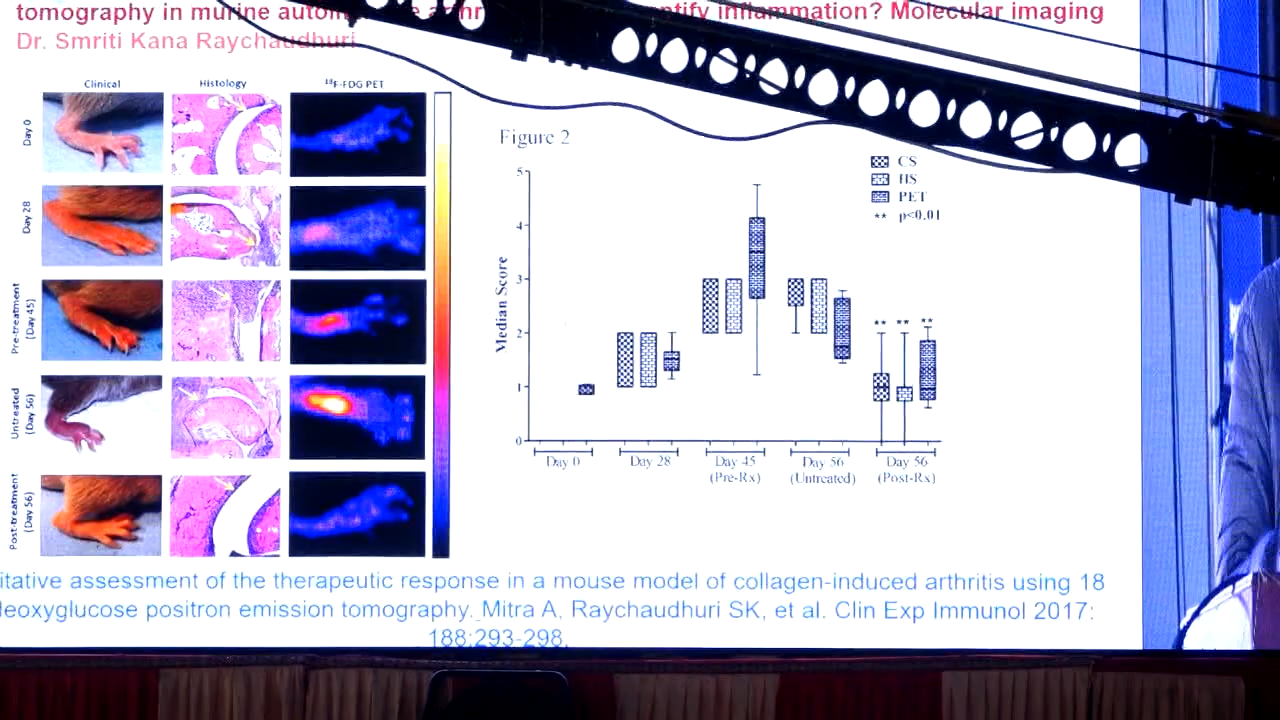 tomography in murine inflammation? Molecular imaging
Dr. Smriti Kana Raychaudhuri
Clinical
Histology
¹⁸F-FDG PET
Day 0
Day 28
Pre-treatment
(Day 45)
Untreated
(Day 56)
Post-treatment
(Day 56)
Figure 2
CS
HS
PET
** p<0.01
Median Score
5
4
3
2
1
0
** ** **
Day 0
Day 28
Day 45
(Pre-Rx)
Day 56
(Untreated)
Day 56
(Post-Rx)
itative assessment of the therapeutic response in a mouse model of collagen-induced arthritis using 18
deoxyglucose positron emission tomography. Mitra A, Raychaudhuri SK, et al. Clin Exp Immunol 2017:
188:293-298.